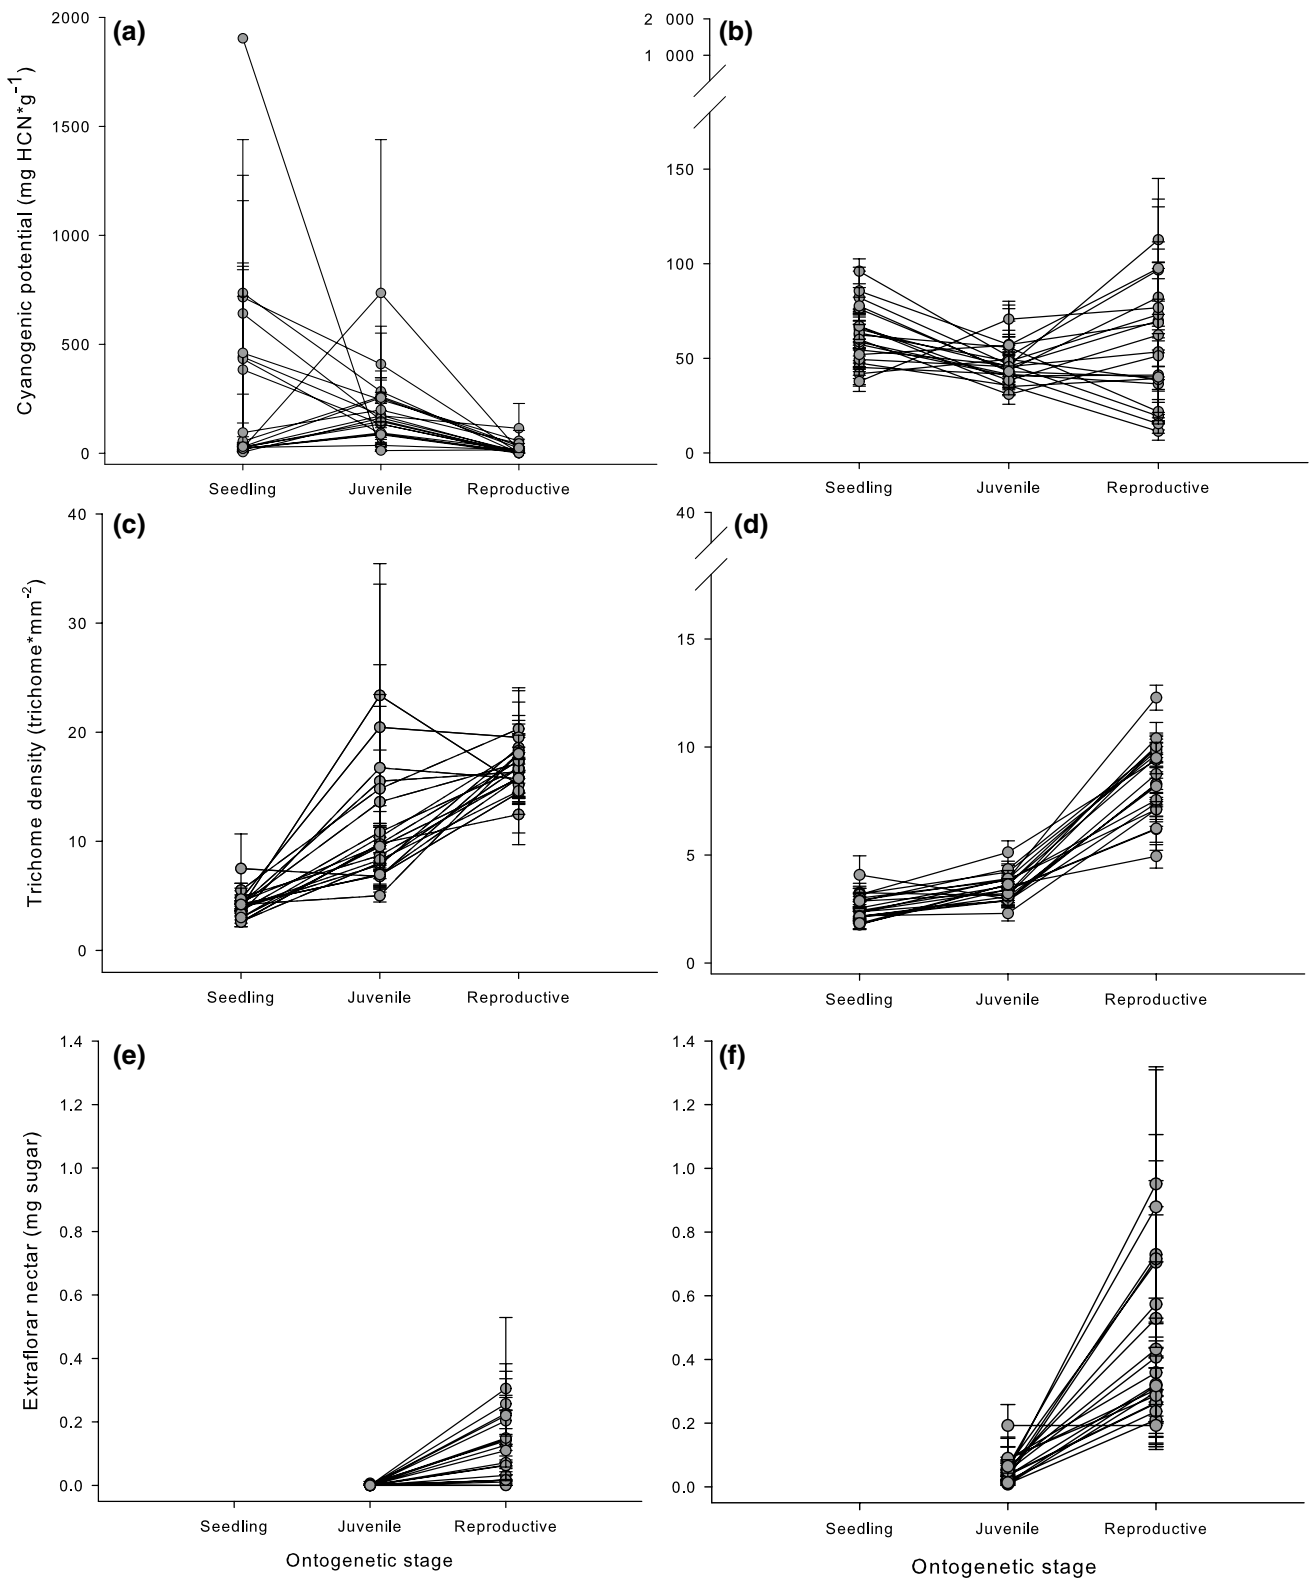 (a)
2000
1500
1000
500
0
Cyanogenic potential (mg HCN*g-1)
Seedling Juvenile Reproductive
(b)
2 000
1 000
150
100
50
0
Seedling Juvenile Reproductive
(c)
40
30
20
10
0
Trichome density (trichome*mm-2)
Seedling Juvenile Reproductive
(d)
40
15
10
5
0
Seedling Juvenile Reproductive
(e)
1.4
1.2
1.0
0.8
0.6
0.4
0.2
0.0
Extraflorar nectar (mg sugar)
Seedling Juvenile Reproductive
Ontogenetic stage
(f)
1.4
1.2
1.0
0.8
0.6
0.4
0.2
0.0
Seedling Juvenile Reproductive
Ontogenetic stage